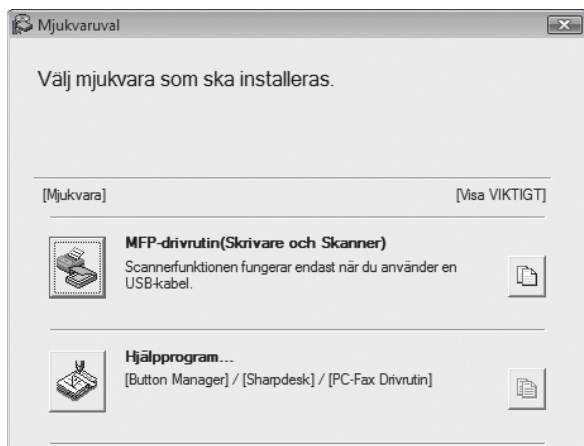 Mjukvaruval
Välj mjukvara som ska installeras.
[Mjukvara] [Visa VIKTIGT]
MFP-drivrutin(Skrivare och Skanner)
Scannerfunktionen fungerar endast när du använder en
USB-kabel.
Hjälpprogram...
[Button Manager] / [Sharpdesk] / [PC-Fax Drivrutin]